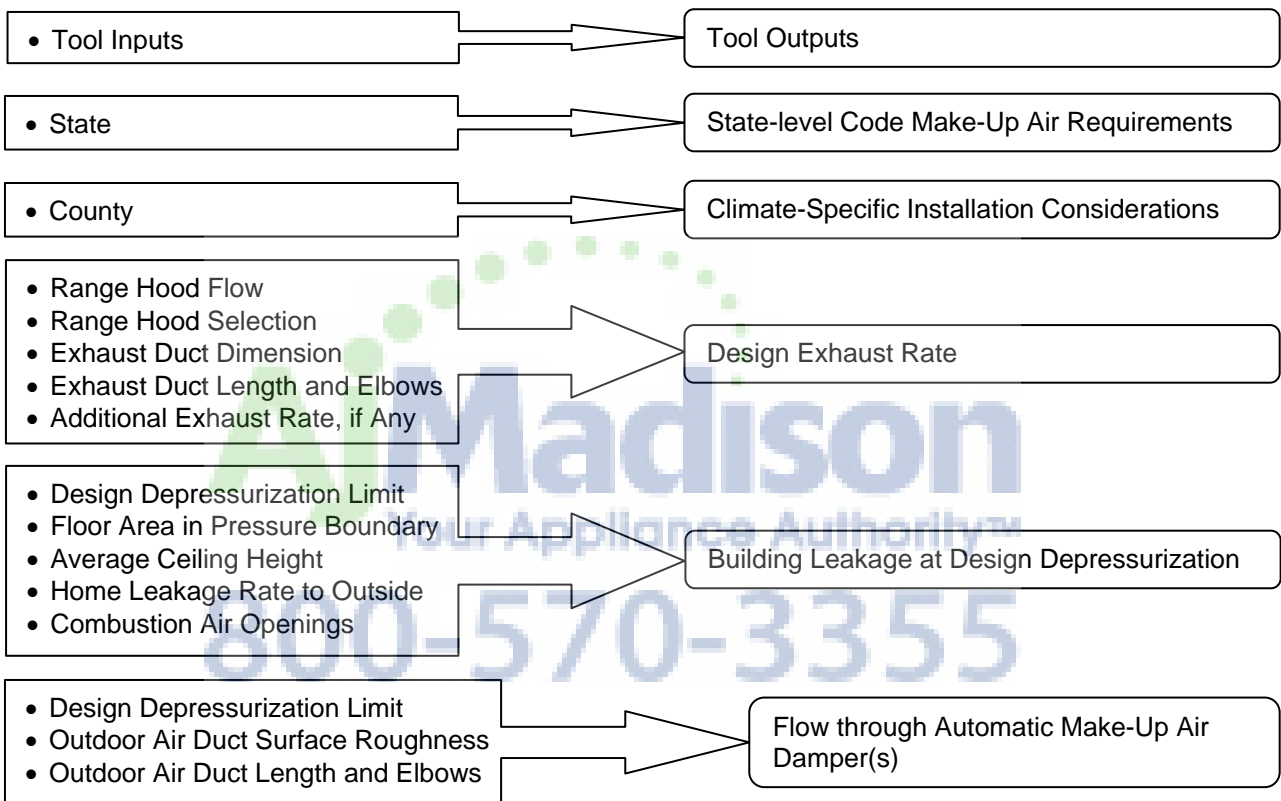 • Tool Inputs
Tool Outputs
• State
State-level Code Make-Up Air Requirements
• County
Climate-Specific Installation Considerations
• Range Hood Flow
• Range Hood Selection
• Exhaust Duct Dimension
• Exhaust Duct Length and Elbows
• Additional Exhaust Rate, if Any
Design Exhaust Rate
• Design Depressurization Limit
• Floor Area in Pressure Boundary
• Average Ceiling Height
• Home Leakage Rate to Outside
• Combustion Air Openings
Building Leakage at Design Depressurization
• Design Depressurization Limit
• Outdoor Air Duct Surface Roughness
• Outdoor Air Duct Length and Elbows
Flow through Automatic Make-Up Air
Damper(s)
AjMadison
Your Appliance Authority™
800-570-3355